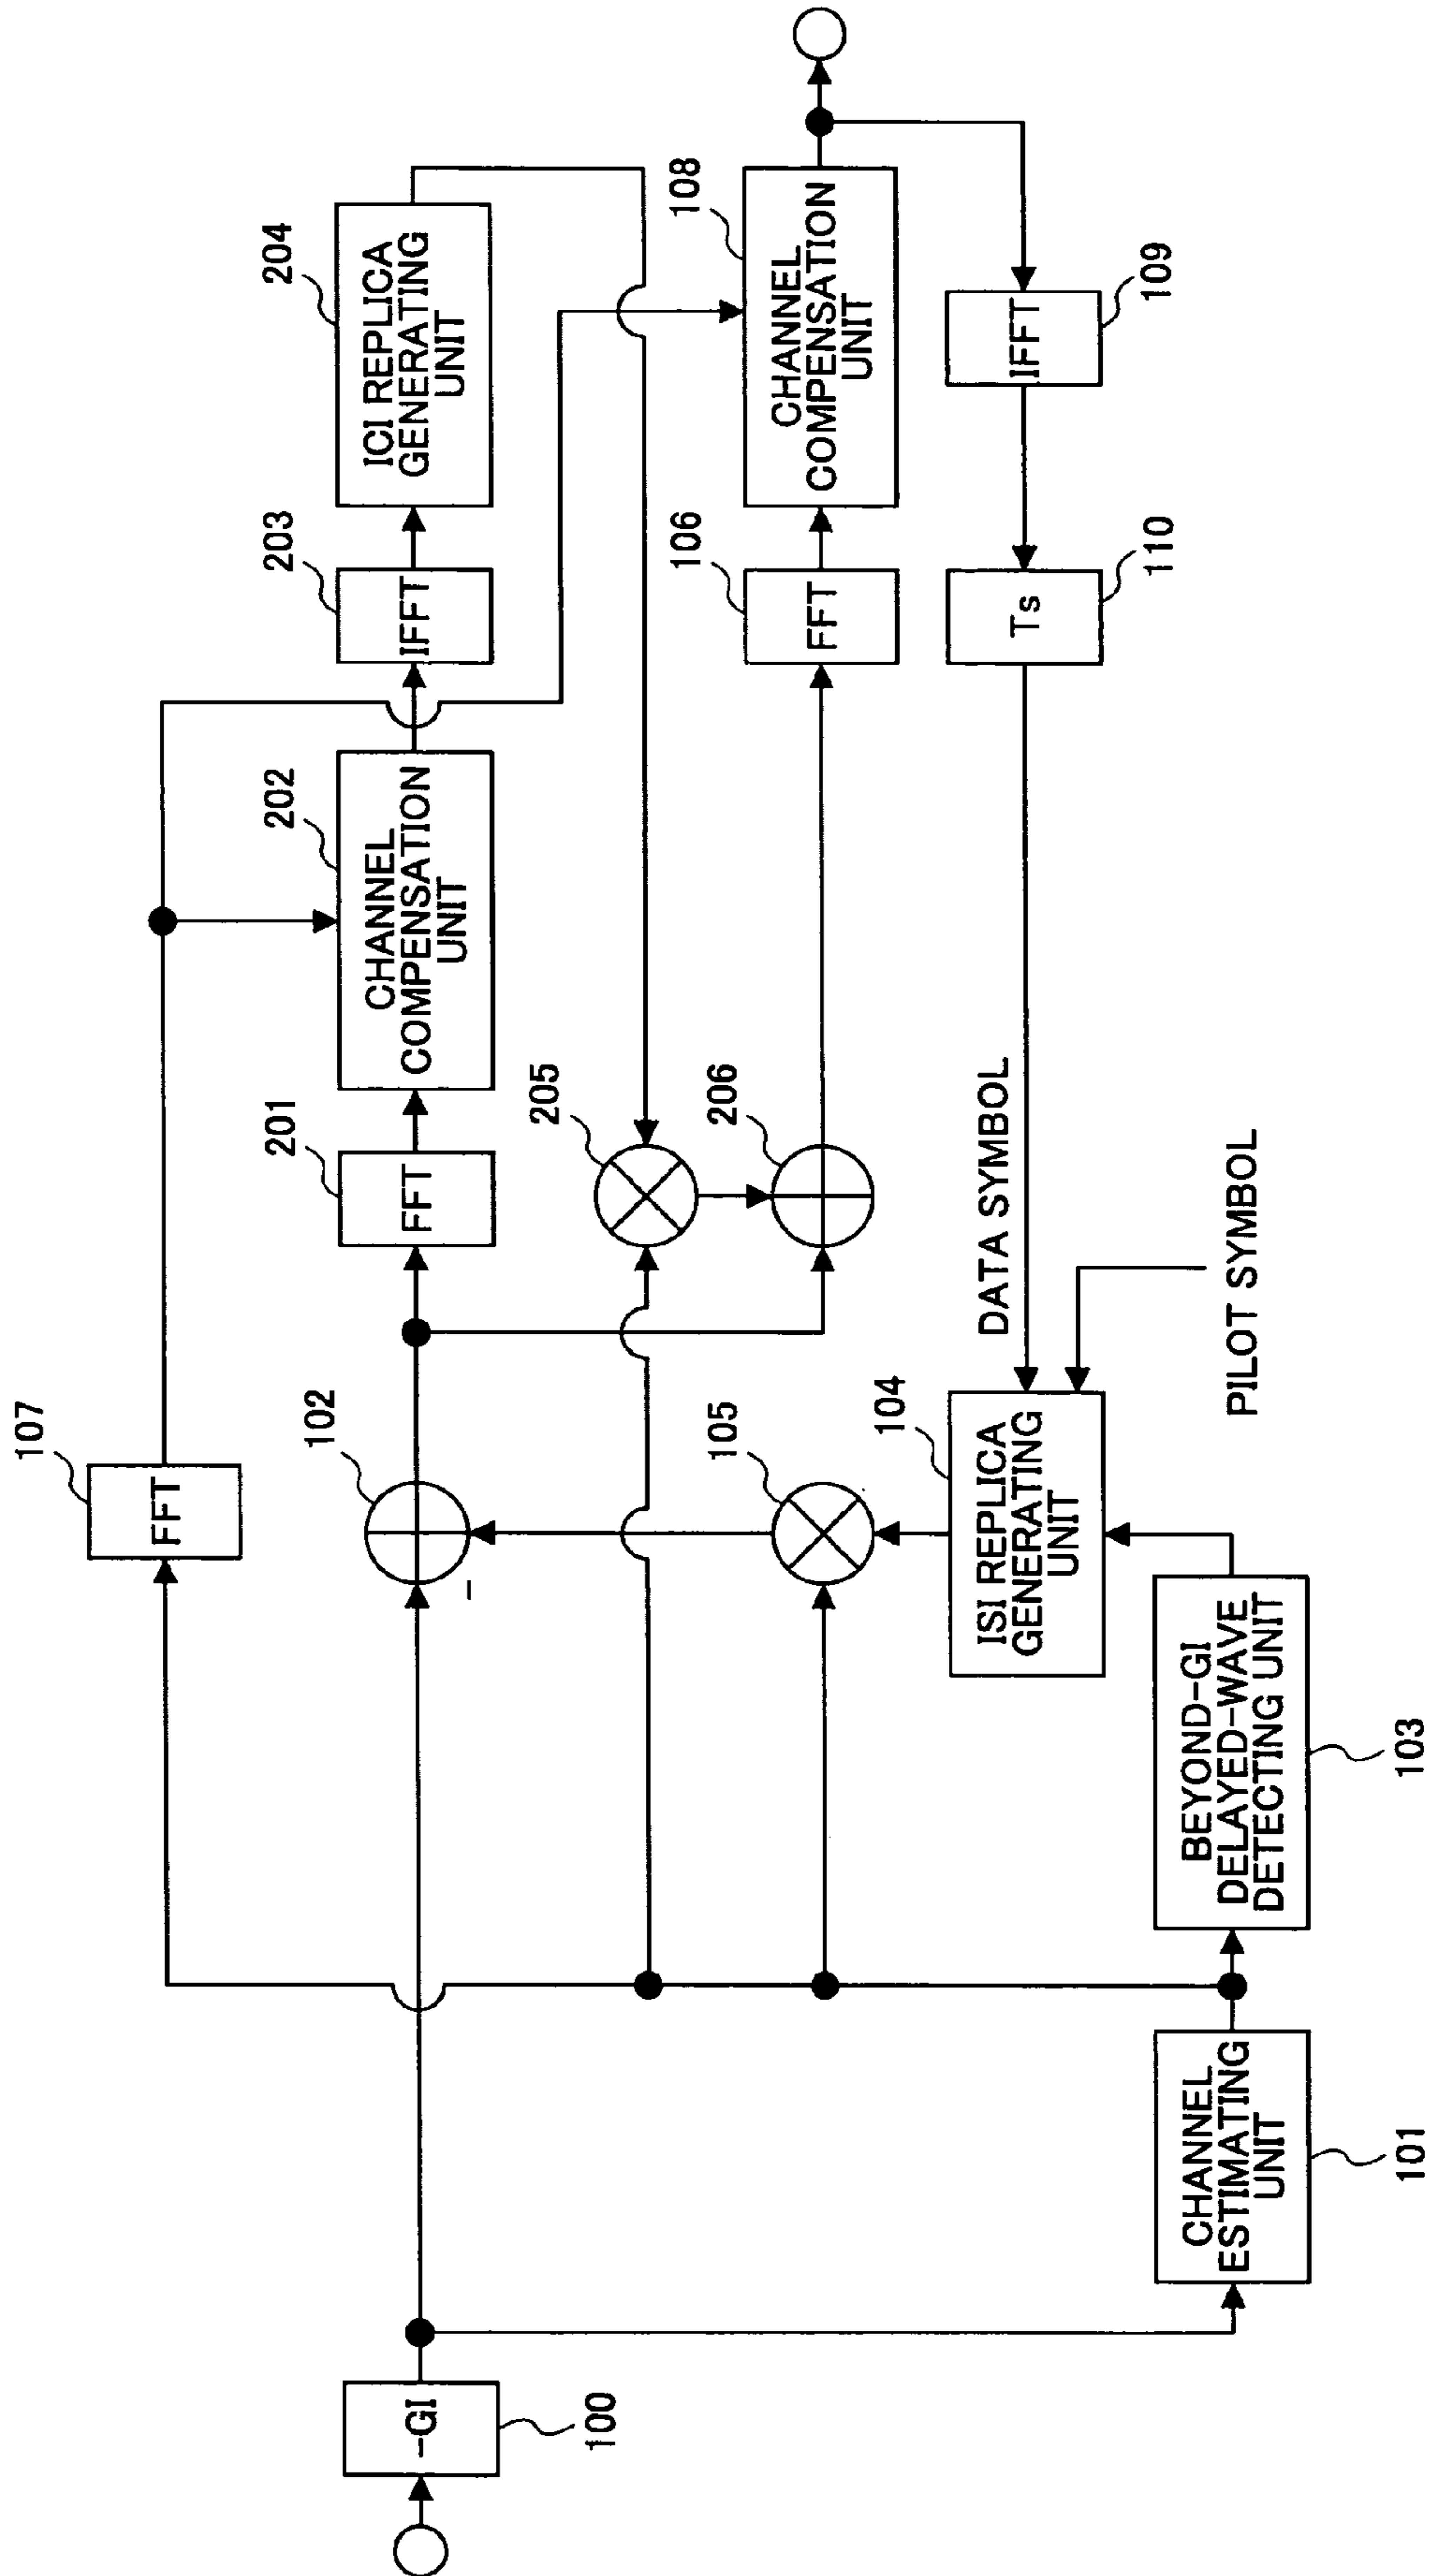 107
FFT
201
FFT
202
CHANNEL
COMPENSATION
UNIT
203
IFFT
204
ICI REPLICA
GENERATING
UNIT
-GI
100
102
-
205
206
106
FFT
108
CHANNEL
COMPENSATION
UNIT
105
104
ISI REPLICA
GENERATING
UNIT
DATA SYMBOL
PILOT SYMBOL
Ts
110
IFFT
109
CHANNEL
ESTIMATING
UNIT
101
BEYOND-GI
DELAYED-WAVE
DETECTING UNIT
103